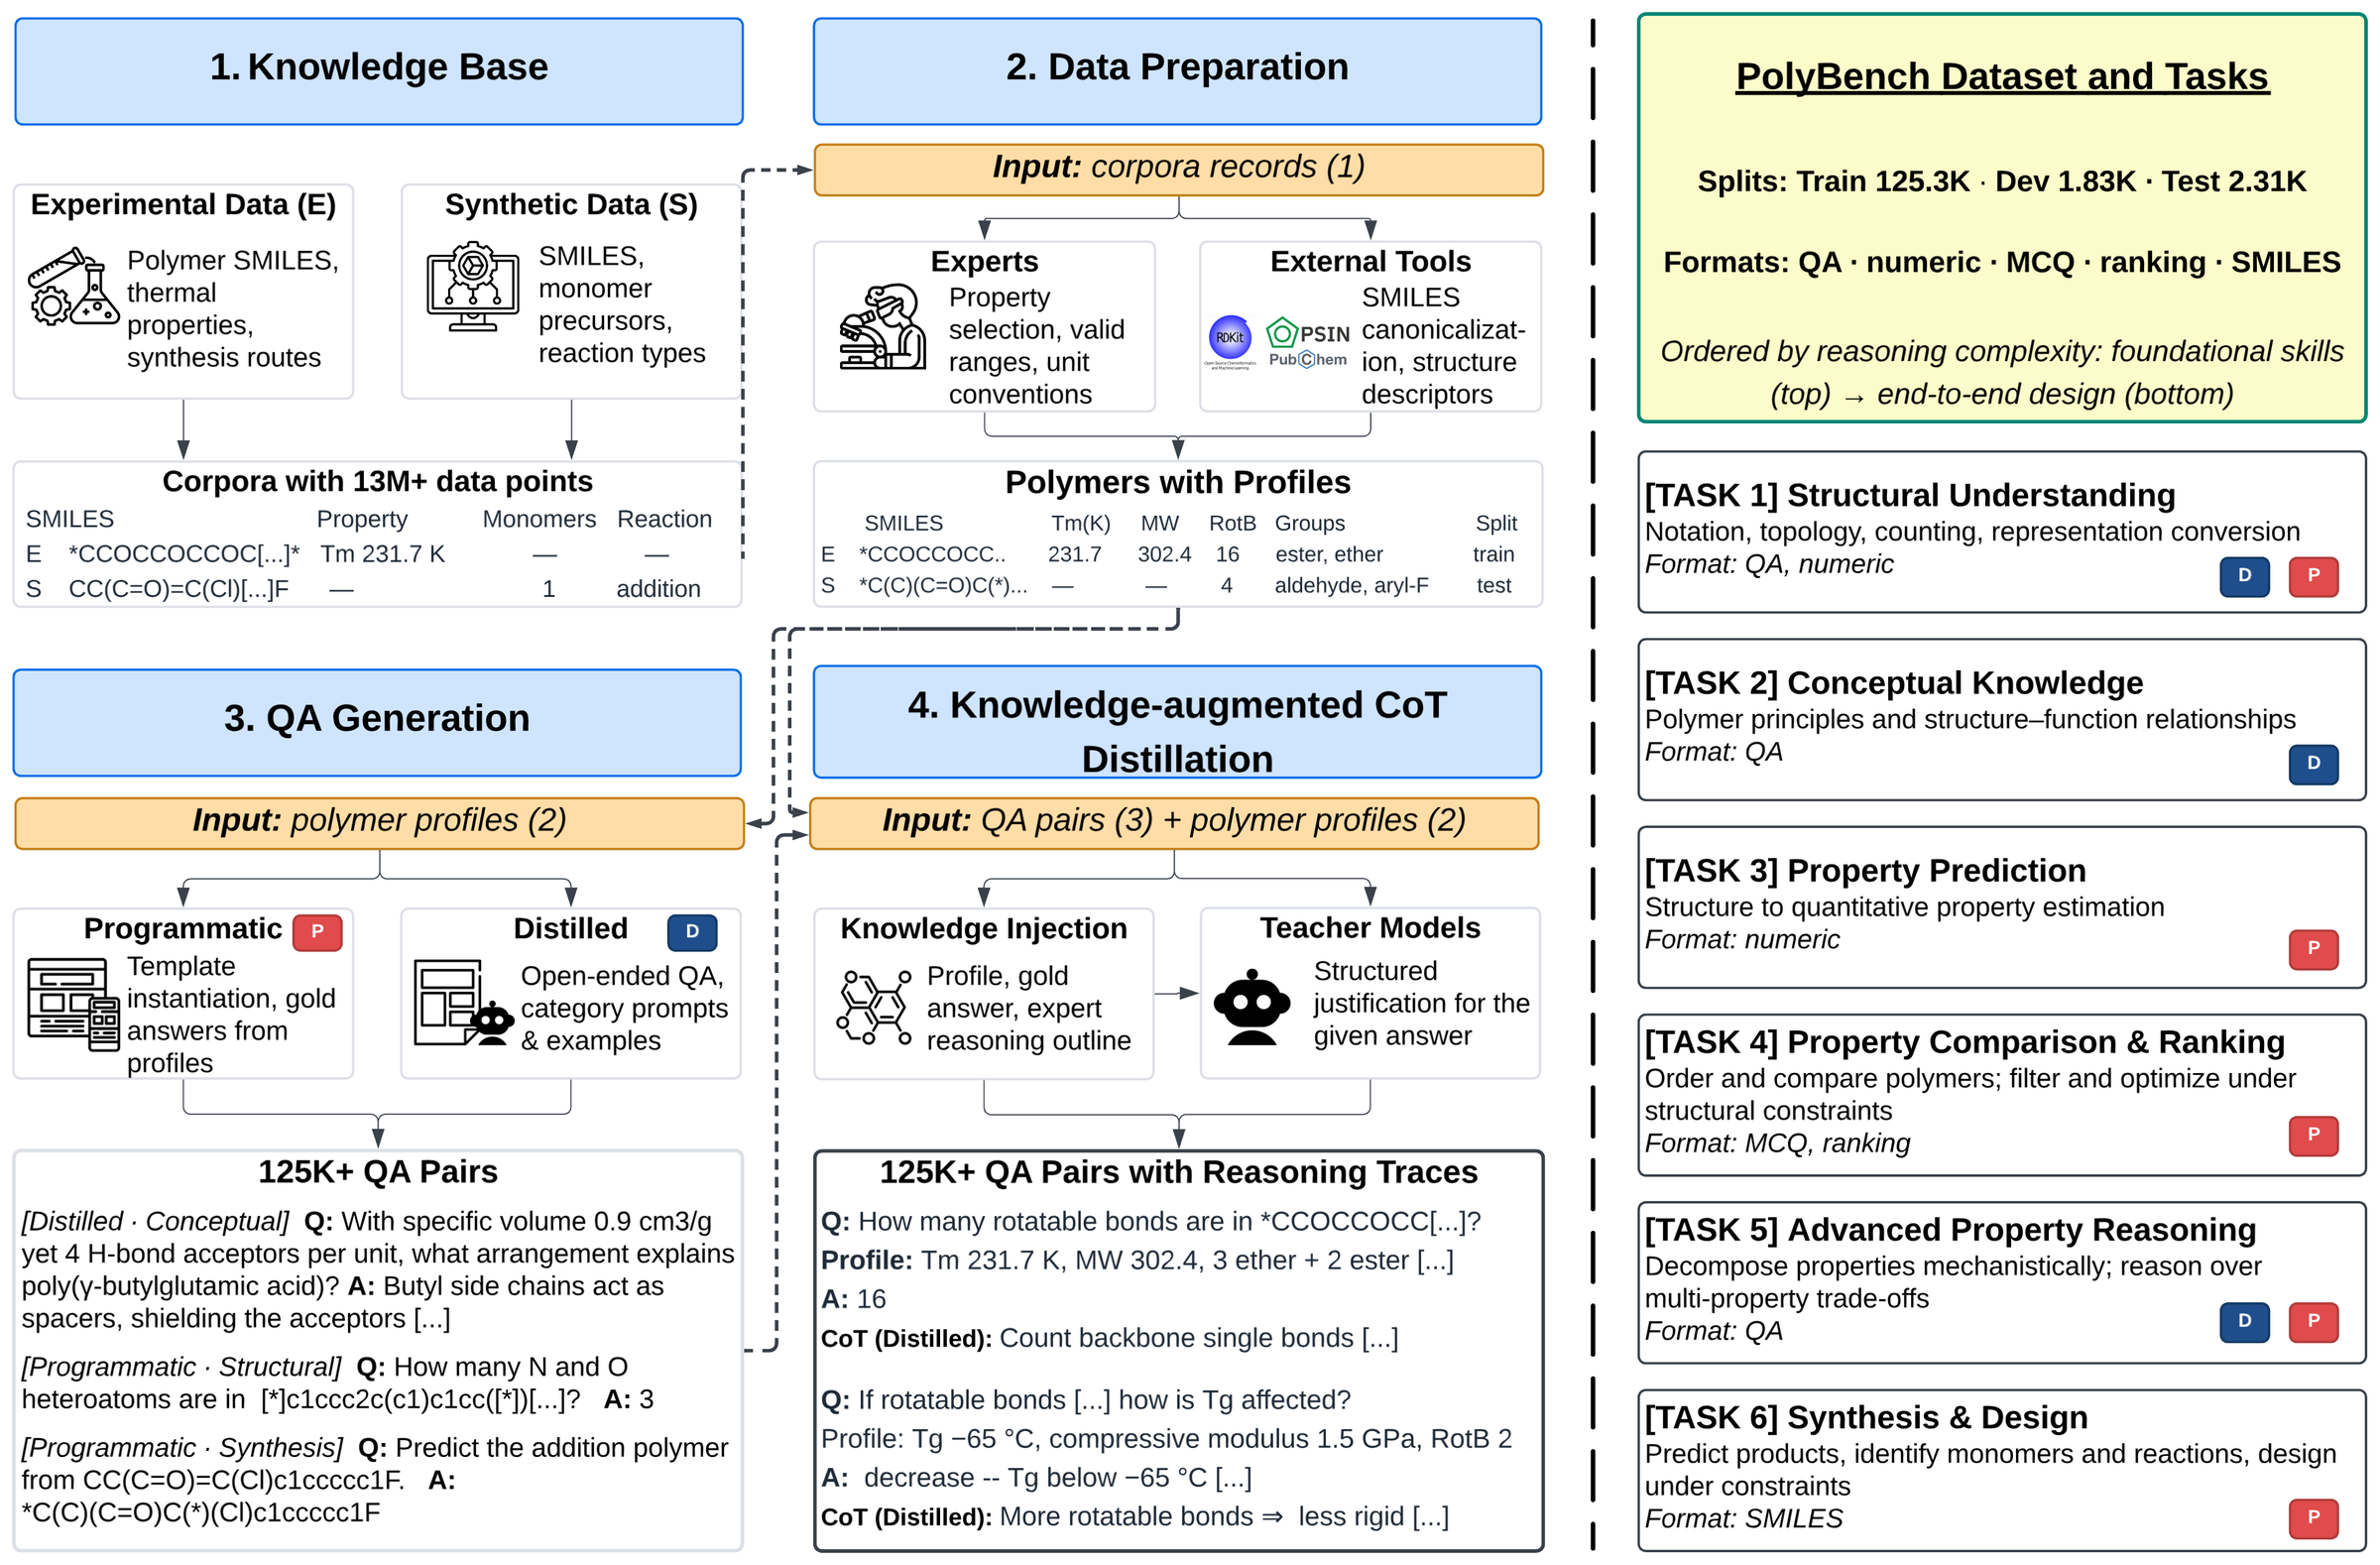 1. Knowledge Base
Experimental Data (E)
Polymer SMILES,
thermal
properties,
synthesis routes
Synthetic Data (S)
SMILES,
monomer
precursors,
reaction types
Corpora with 13M+ data points
SMILES Property Monomers Reaction
E *CCOCCOCCOC[...]* Tm 231.7 K — —
S CC(C=O)=C(Cl)[...]F — 1 addition
2. Data Preparation
Input: corpora records (1)
Experts
Property
selection, valid
ranges, unit
conventions
External Tools
RDKit
Open-Source Cheminformatics
and Machine Learning
PSIN
PubChem
SMILES
canonicalizat-
ion, structure
descriptors
Polymers with Profiles
SMILES Tm(K) MW RotB Groups Split
E *CCOCCOCC.. 231.7 302.4 16 ester, ether train
S *C(C)(C=O)C(*)... — — 4 aldehyde, aryl-F test
3. QA Generation
Input: polymer profiles (2)
Programmatic P
Template
instantiation, gold
answers from
profiles
Distilled D
Open-ended QA,
category prompts
& examples
125K+ QA Pairs
[Distilled · Conceptual] Q: With specific volume 0.9 cm3/g
yet 4 H-bond acceptors per unit, what arrangement explains
poly(γ-butylglutamic acid)? A: Butyl side chains act as
spacers, shielding the acceptors [...]
[Programmatic · Structural] Q: How many N and O
heteroatoms are in [*]c1ccc2c(c1)c1cc([*])[...]? A: 3
[Programmatic · Synthesis] Q: Predict the addition polymer
from CC(C=O)=C(Cl)c1ccccc1F. A:
*C(C)(C=O)C(*)(Cl)c1ccccc1F
4. Knowledge-augmented CoT
Distillation
Input: QA pairs (3) + polymer profiles (2)
Knowledge Injection
Profile, gold
answer, expert
reasoning outline
Teacher Models
Structured
justification for the
given answer
125K+ QA Pairs with Reasoning Traces
Q: How many rotatable bonds are in *CCOCCOCC[...]?
Profile: Tm 231.7 K, MW 302.4, 3 ether + 2 ester [...]
A: 16
CoT (Distilled): Count backbone single bonds [...]
Q: If rotatable bonds [...] how is Tg affected?
Profile: Tg −65 °C, compressive modulus 1.5 GPa, RotB 2
A: decrease -- Tg below −65 °C [...]
CoT (Distilled): More rotatable bonds ⇒ less rigid [...]
PolyBench Dataset and Tasks
Splits: Train 125.3K · Dev 1.83K · Test 2.31K
Formats: QA · numeric · MCQ · ranking · SMILES
Ordered by reasoning complexity: foundational skills
(top) → end-to-end design (bottom)
[TASK 1] Structural Understanding
Notation, topology, counting, representation conversion
Format: QA, numeric
D P
[TASK 2] Conceptual Knowledge
Polymer principles and structure–function relationships
Format: QA
D
[TASK 3] Property Prediction
Structure to quantitative property estimation
Format: numeric
P
[TASK 4] Property Comparison & Ranking
Order and compare polymers; filter and optimize under
structural constraints
Format: MCQ, ranking
P
[TASK 5] Advanced Property Reasoning
Decompose properties mechanistically; reason over
multi-property trade-offs
Format: QA
D P
[TASK 6] Synthesis & Design
Predict products, identify monomers and reactions, design
under constraints
Format: SMILES
P